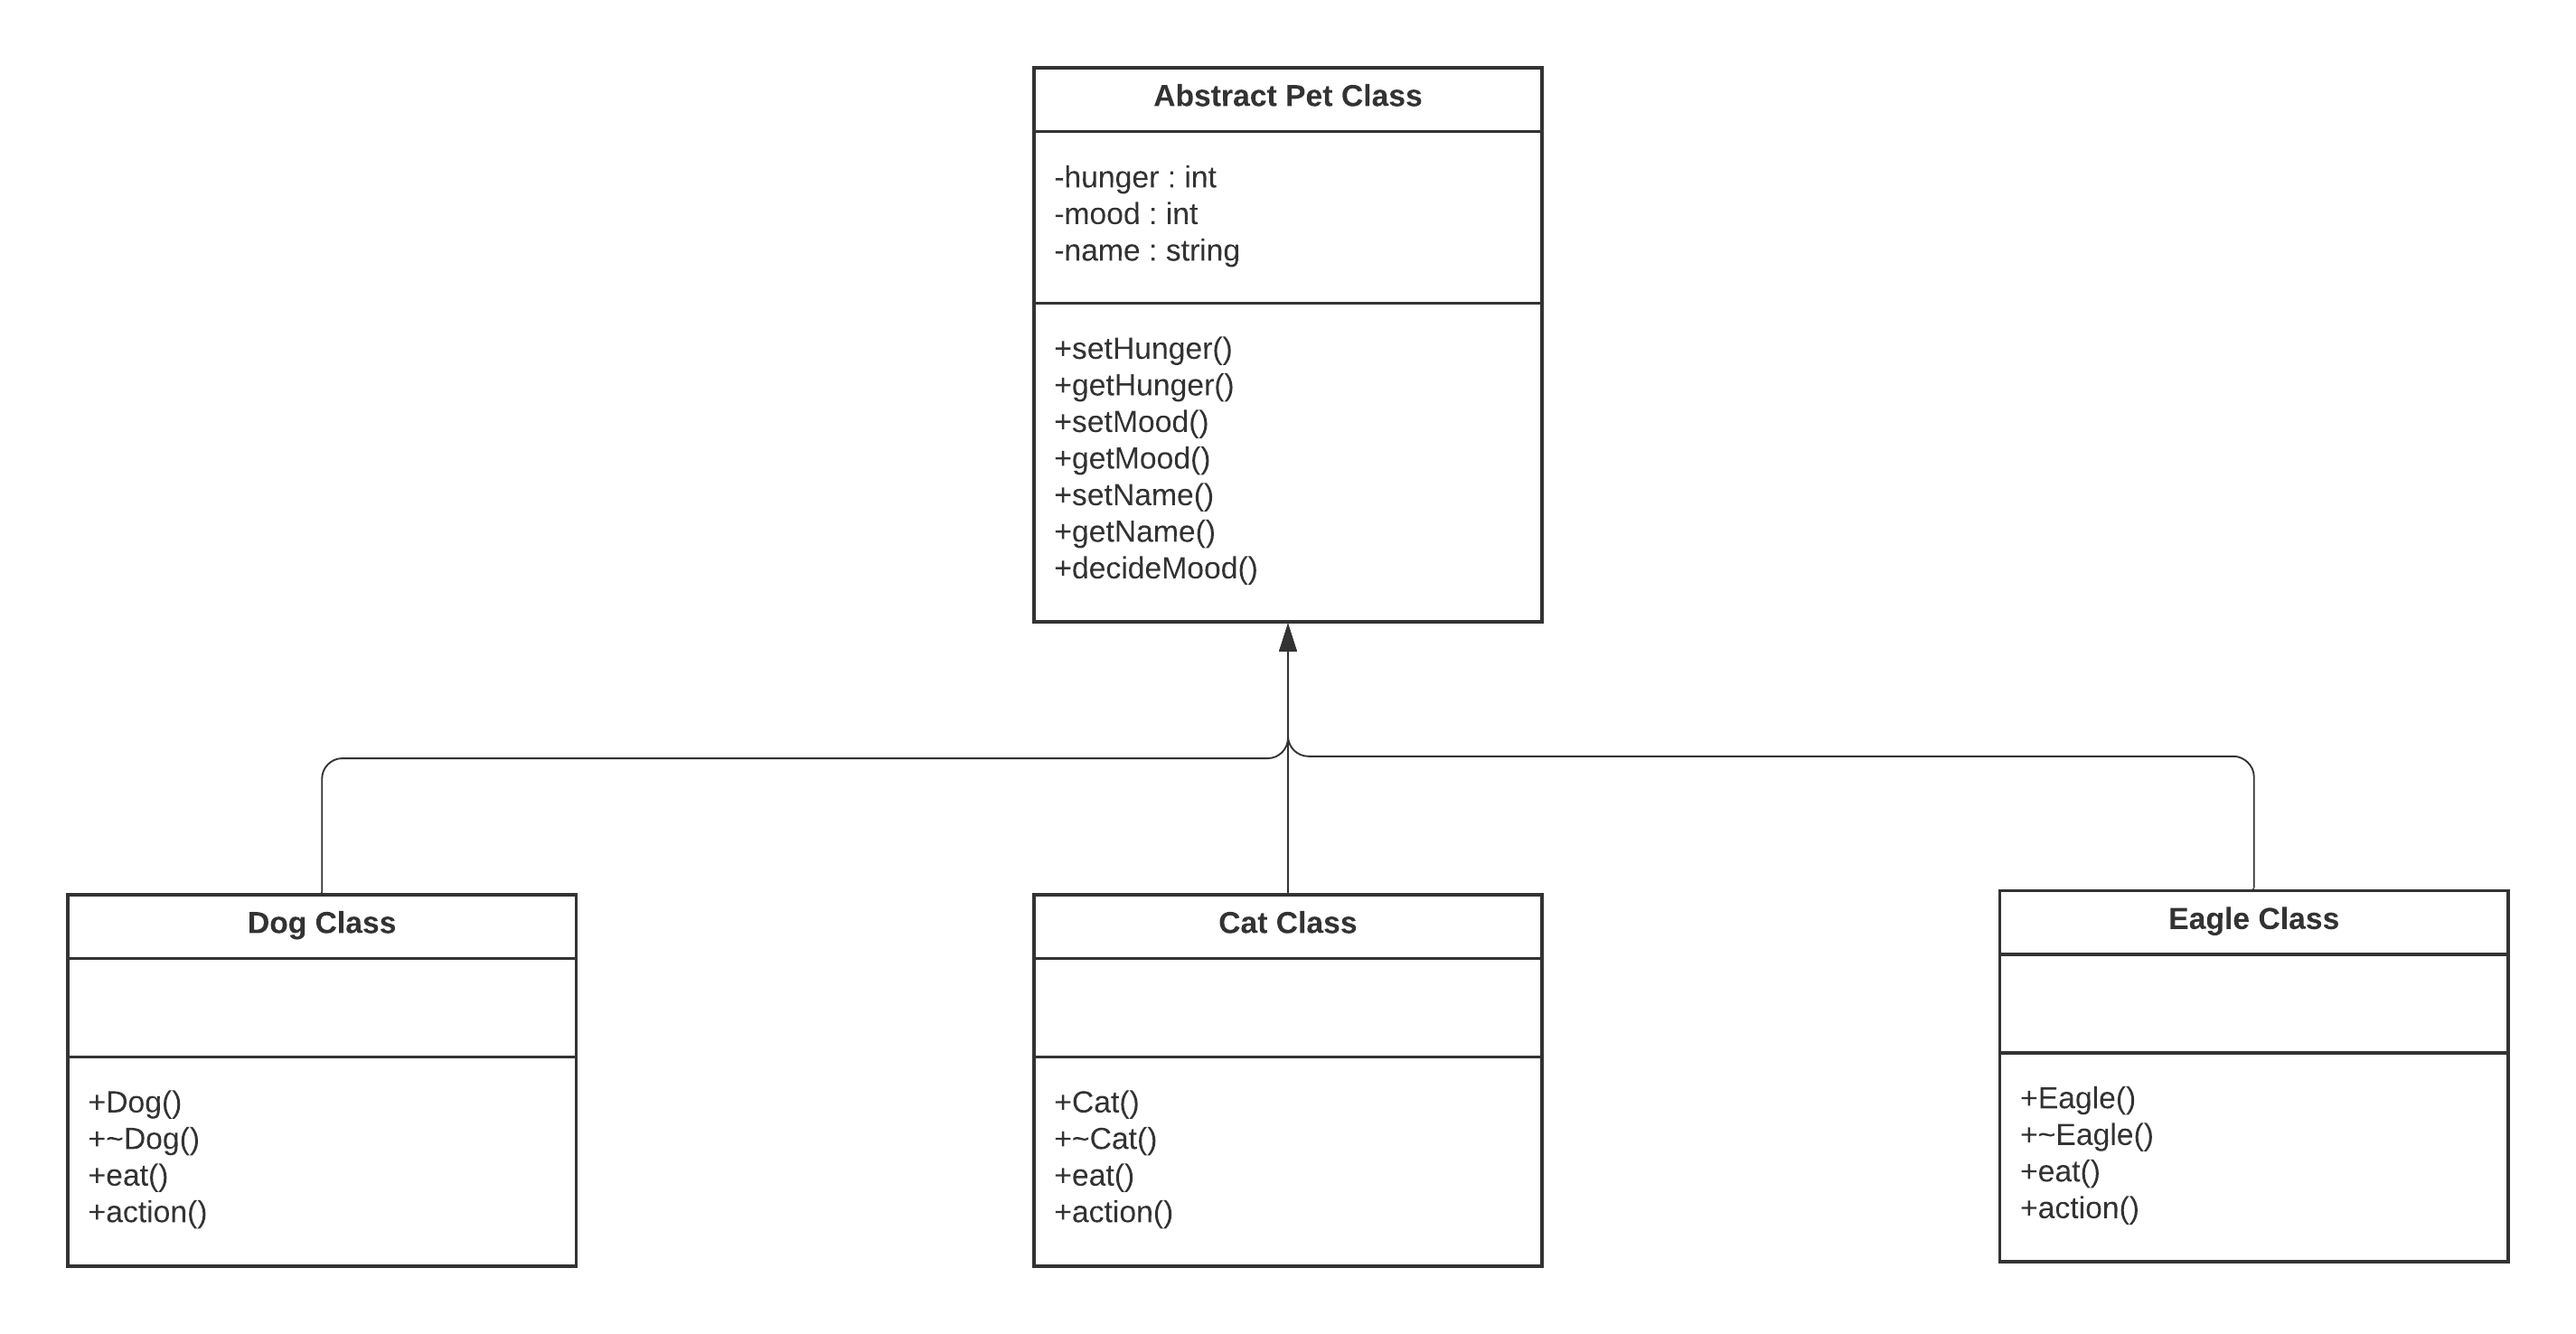 Abstract Pet Class
-hunger : int
-mood : int
-name : string
+setHunger()
+getHunger()
+setMood()
+getMood()
+setName()
+getName()
+decideMood()
Dog Class
+Dog()
+~Dog()
+eat()
+action()
Cat Class
+Cat()
+~Cat()
+eat()
+action()
Eagle Class
+Eagle()
+~Eagle()
+eat()
+action()